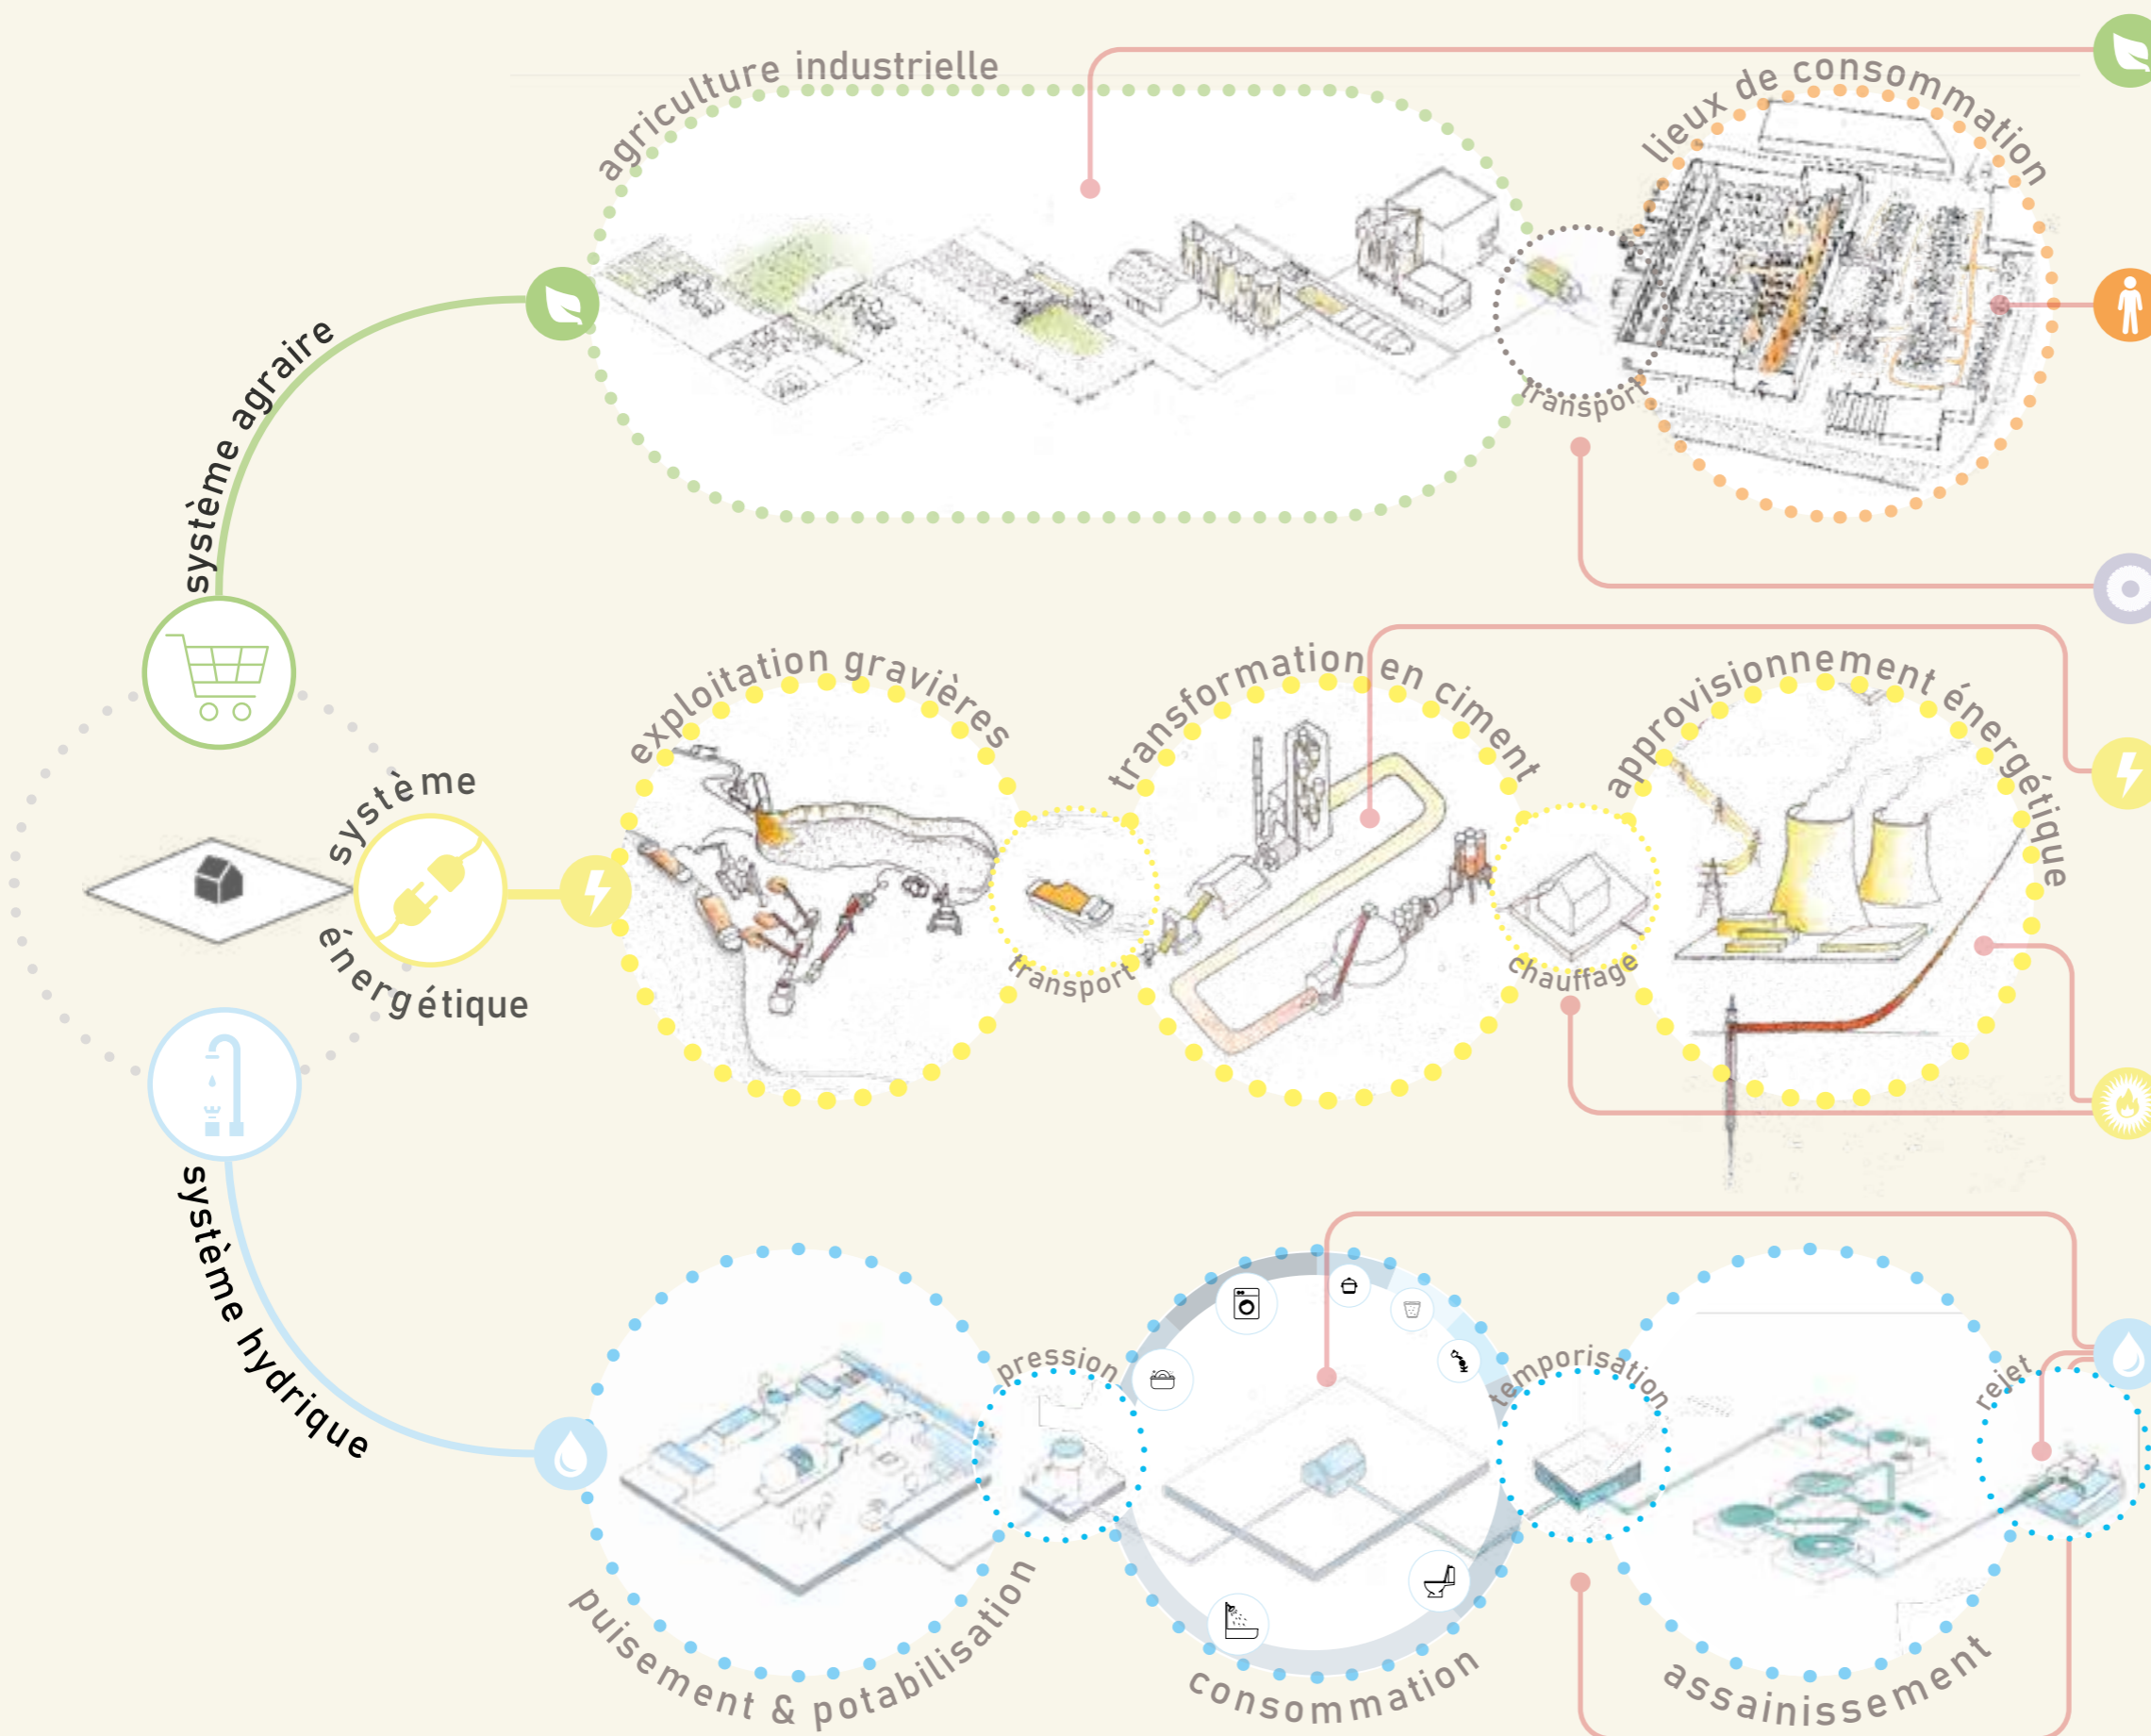 agriculture industrielle
lieux de consommation
transport
système agraire
exploitation gravières
transport
transformation en ciment
chauffage
approvisionnement énergétique
système
énergétique
système hydrique
puisement & potabilisation
pression
consommation
temporisation
assainissement
rejet